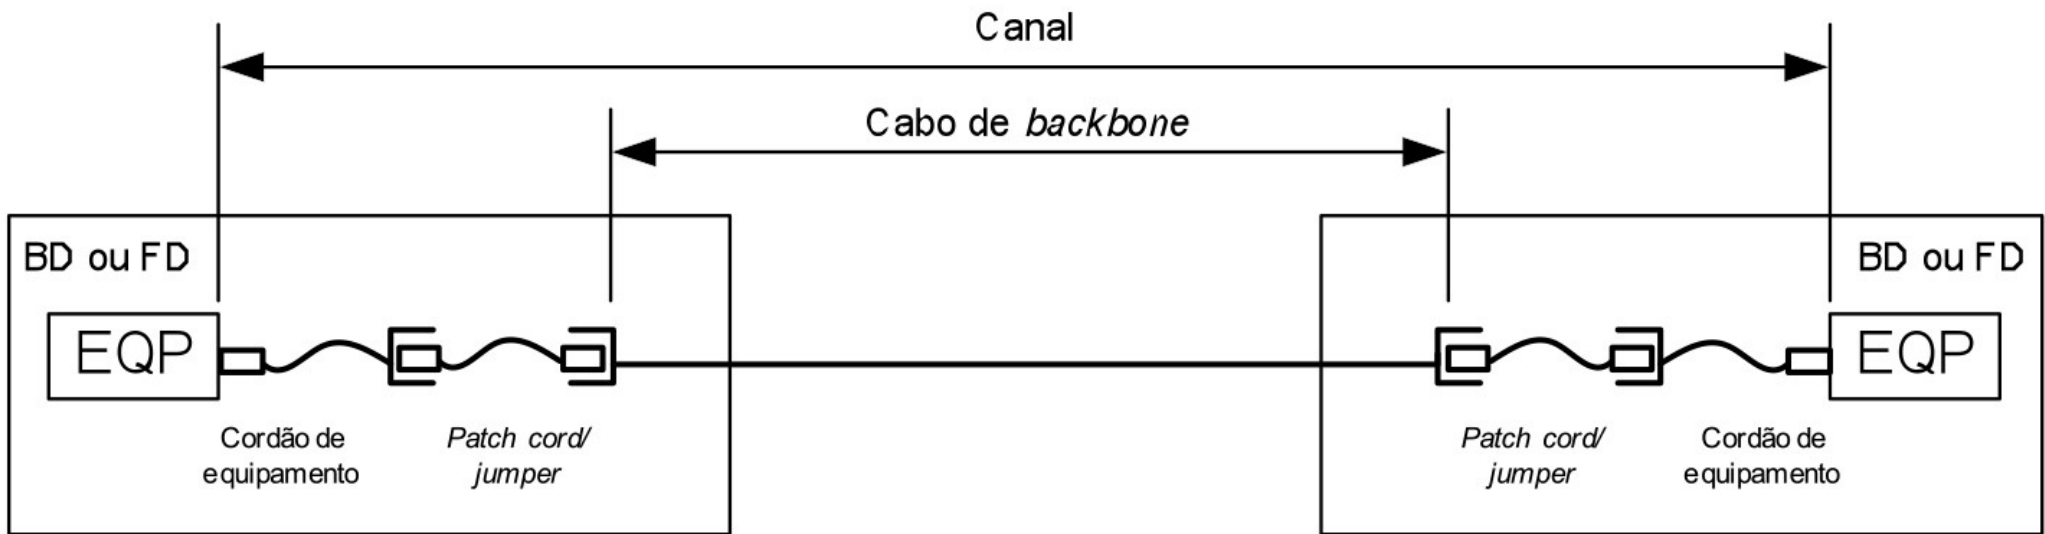 Canal
Cabo de backbone
BD ou FD
BD ou FD
EQP
EQP
Cordão de
equipamento
Patch cord/
jumper
Patch cord/
jumper
Cordão de
equipamento